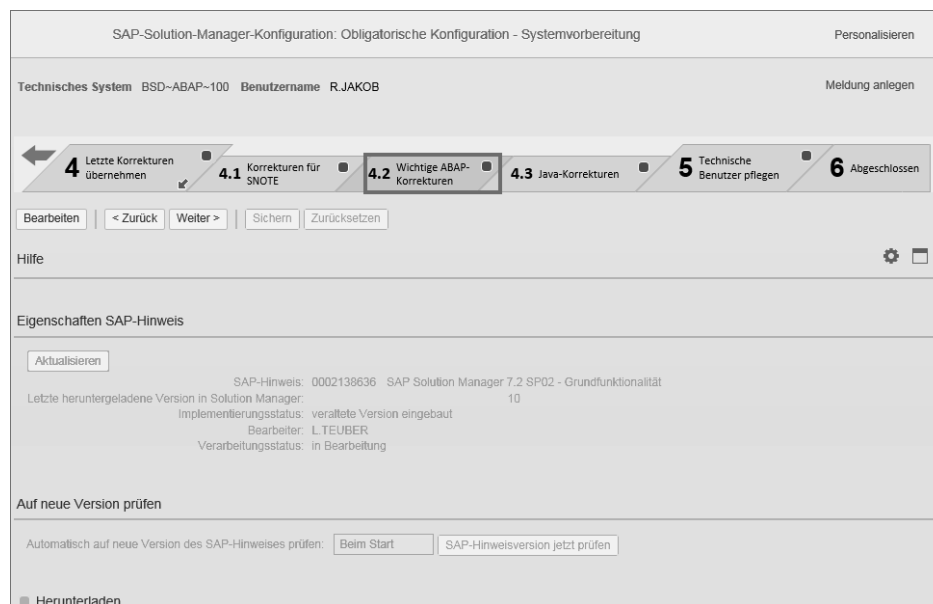 SAP-Solution-Manager-Konfiguration: Obligatorische Konfiguration - Systemvorbereitung
Personalisieren
Technisches System BSD~ABAP~100 Benutzername R.JAKOB
Meldung anlegen
4 Letzte Korrekturen
übernehmen
4.1 Korrekturen für
SNOTE
4.2 Wichtige ABAP-
Korrekturen
4.3 Java-Korrekturen
5 Technische
Benutzer pflegen
6 Abgeschlossen
Bearbeiten < Zurück Weiter > Sichern Zurücksetzen
Hilfe
Eigenschaften SAP-Hinweis
Aktualisieren
SAP-Hinweis: 0002138636 SAP Solution Manager 7.2 SP02 - Grundfunktionalität
Letzte heruntergeladene Version in Solution Manager: 10
Implementierungsstatus: veraltete Version eingebaut
Bearbeiter: L.TEUBER
Verarbeitungsstatus: in Bearbeitung
Auf neue Version prüfen
Automatisch auf neue Version des SAP-Hinweises prüfen: Beim Start SAP-Hinweisversion jetzt prüfen
Herunterladen